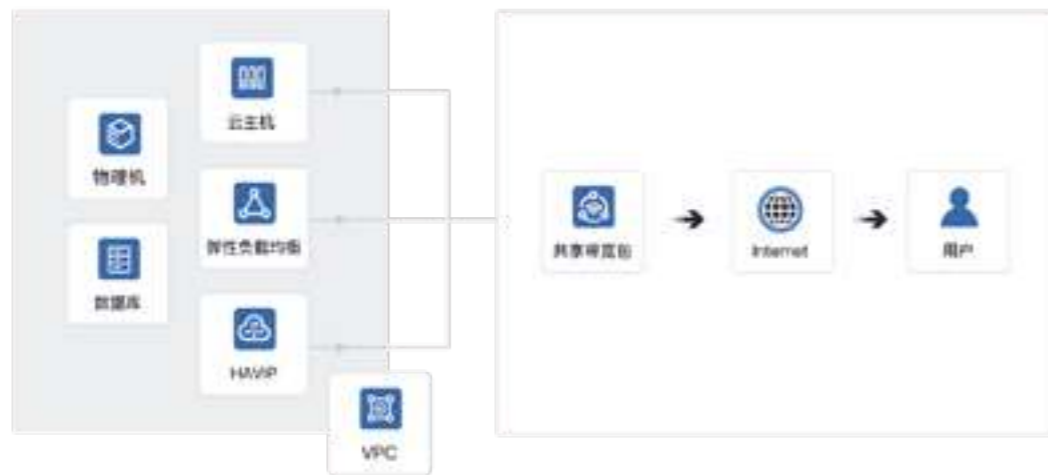 云主机
物理机
弹性负载均衡
数据库
HAVIP
VPC
共享带宽包
Internet
用户